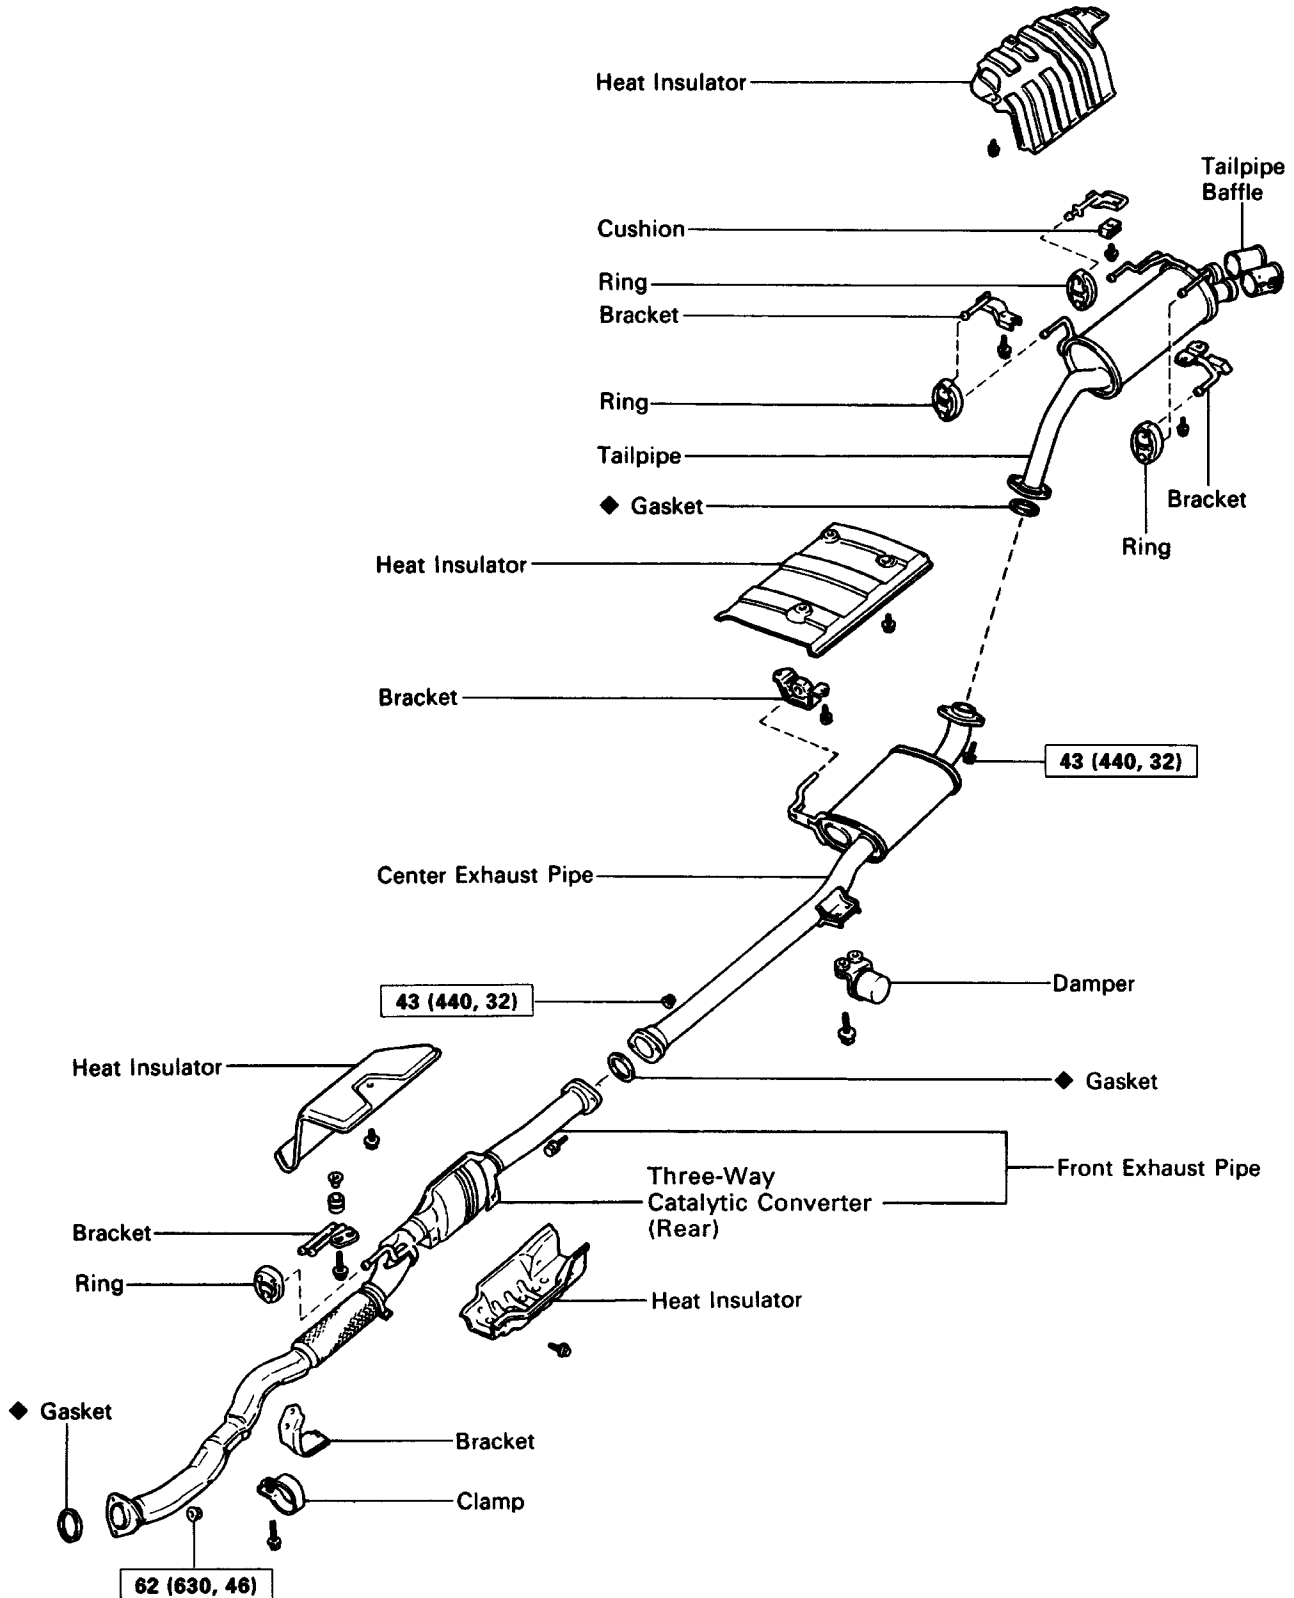 Heat Insulator
Tailpipe
Baffle
Cushion
Ring
Bracket
Ring
Tailpipe
◆ Gasket
Bracket
Ring
Heat Insulator
Bracket
43 (440, 32)
Center Exhaust Pipe
Damper
43 (440, 32)
Heat Insulator
◆ Gasket
Front Exhaust Pipe
Three-Way
Catalytic Converter
(Rear)
Bracket
Ring
Heat Insulator
◆ Gasket
Bracket
Clamp
62 (630, 46)